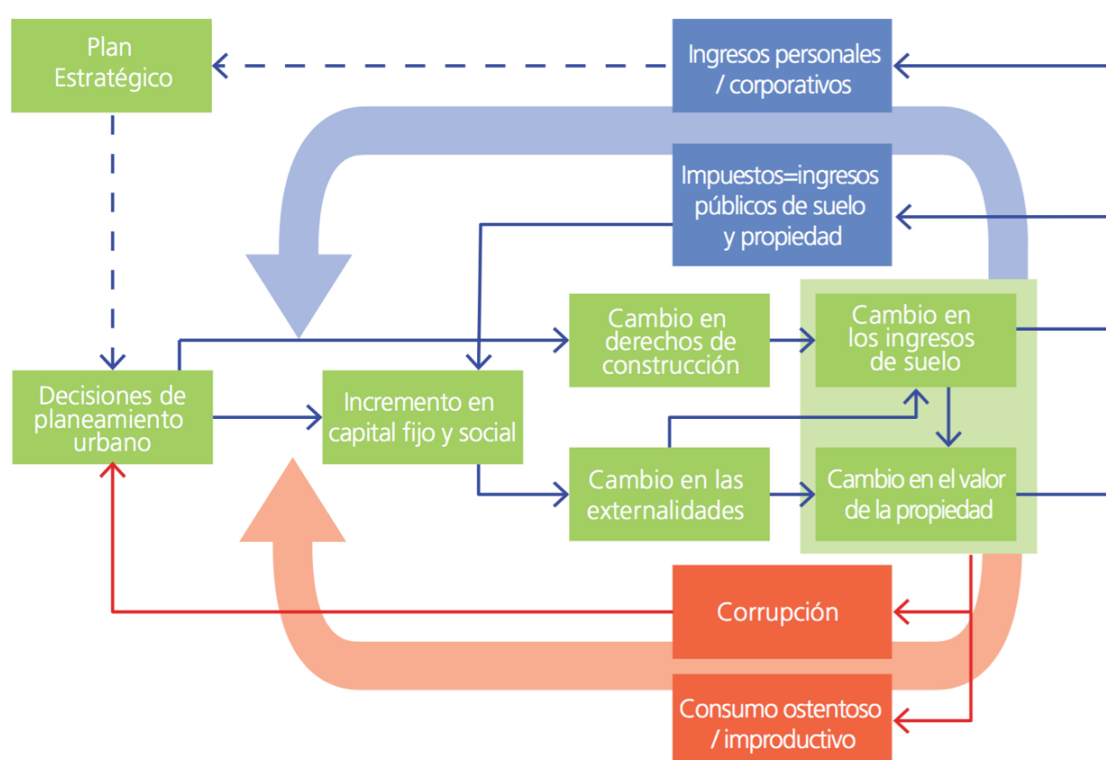 Plan
Estratégico
Ingresos personales
/ corporativos
Impuestos=ingresos
públicos de suelo
y propiedad
Cambio en
derechos de
construcción
Cambio en
los ingresos
de suelo
Decisiones de
planeamiento
urbano
Incremento en
capital fijo y social
Cambio en las
externalidades
Cambio en el valor
de la propiedad
Corrupción
Consumo ostentoso
/ improductivo